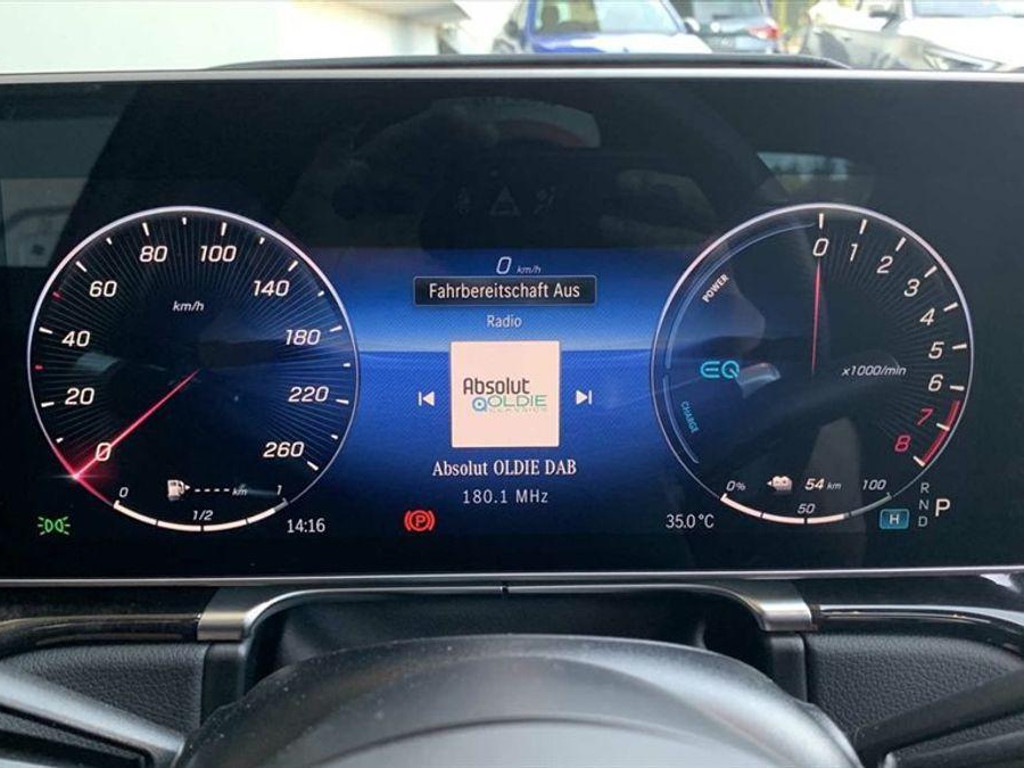 0 km/h
Fahrbereitschaft Aus
Radio
Absolut
OLDIE
CLASSICS
Absolut OLDIE DAB
180.1 MHz
80 100
60 140
km/h
40 180
20 220
0 260
0 ----- km 1
1/2
14:16
P
POWER
0 1 2 3 4 5 6 7 8
EQ
x1000/min
CHARGE
0% 54 km 100
50
35.0 °C
H
R
N
D
P